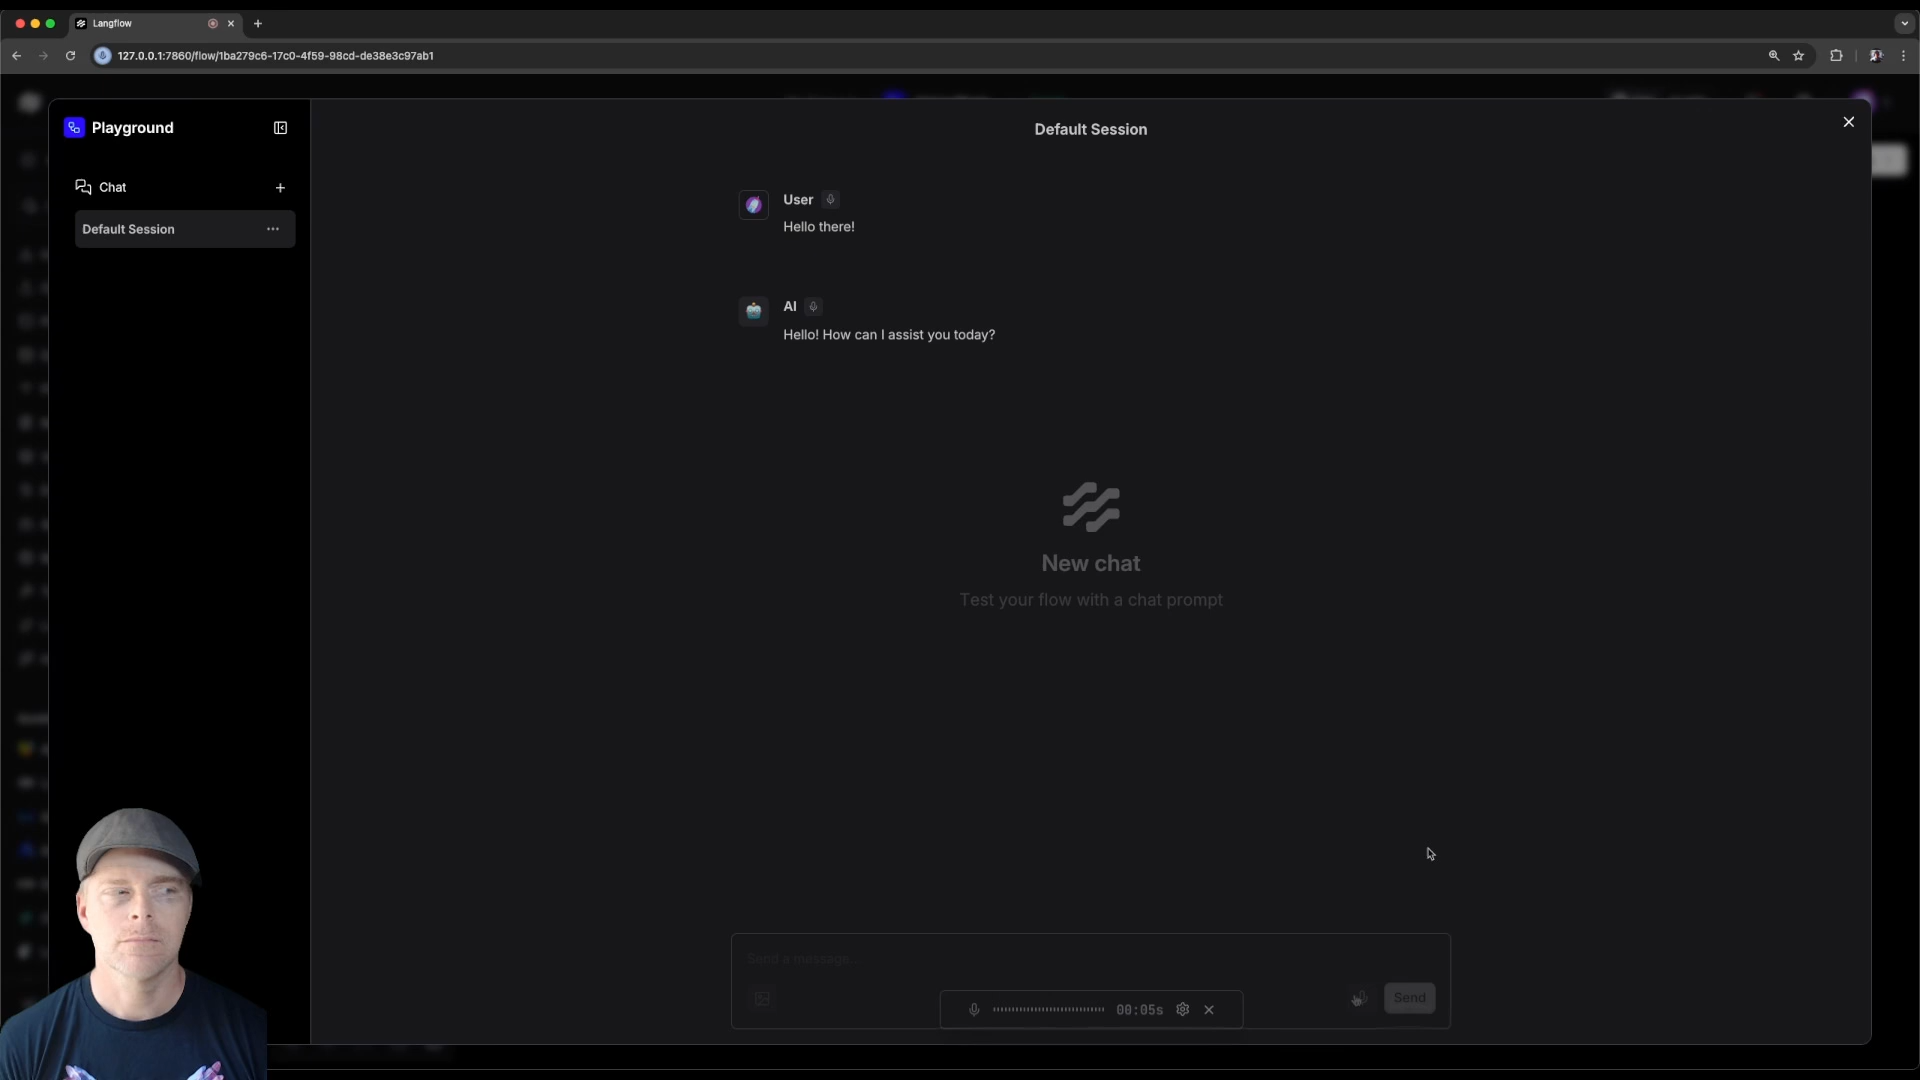 Langflow
127.0.0.1:7860/flow/1ba279c6-17c0-4f59-98cd-de38e3c97ab1
Playground
Default Session
Chat
Default Session
User
Hello there!
AI
Hello! How can I assist you today?
New chat
Test your flow with a chat prompt
Send a message...
00:05s
Send